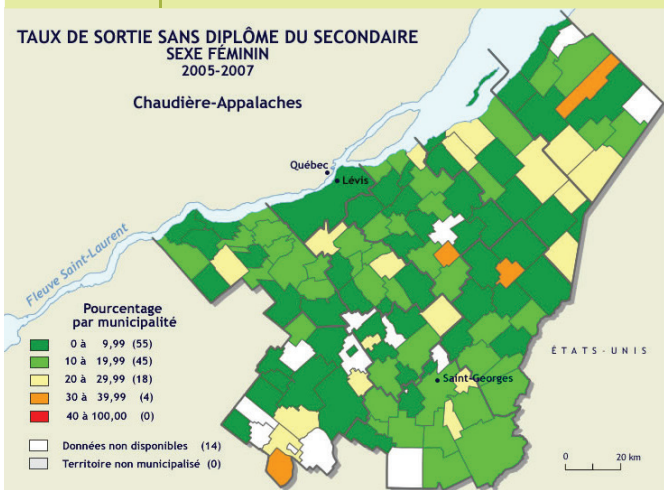 TAUX DE SORTIE SANS DIPLÔME DU SECONDAIRE
SEXE FÉMININ
2005-2007
Chaudière-Appalaches
Québec
Lévis
Fleuve Saint-Laurent
Pourcentage
par municipalité
0 à 9,99 (55)
10 à 19,99 (45)
20 à 29,99 (18)
30 à 39,99 (4)
40 à 100,00 (0)
Données non disponibles (14)
Territoire non municipalisé (0)
ÉTATS-UNIS
Saint-Georges
0 20 km